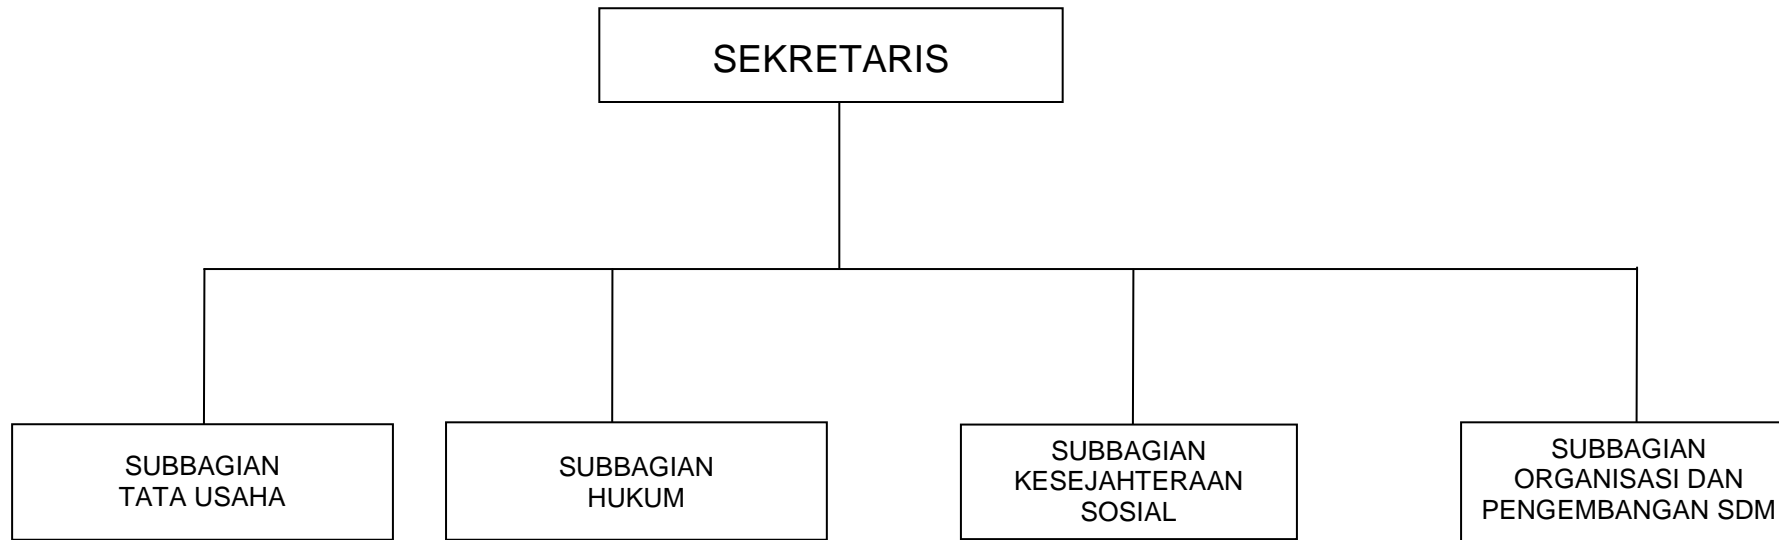 SEKRETARIS
SUBBAGIAN
TATA USAHA
SUBBAGIAN
HUKUM
SUBBAGIAN
KESEJAHTERAAN
SOSIAL
SUBBAGIAN
ORGANISASI DAN
PENGEMBANGAN SDM